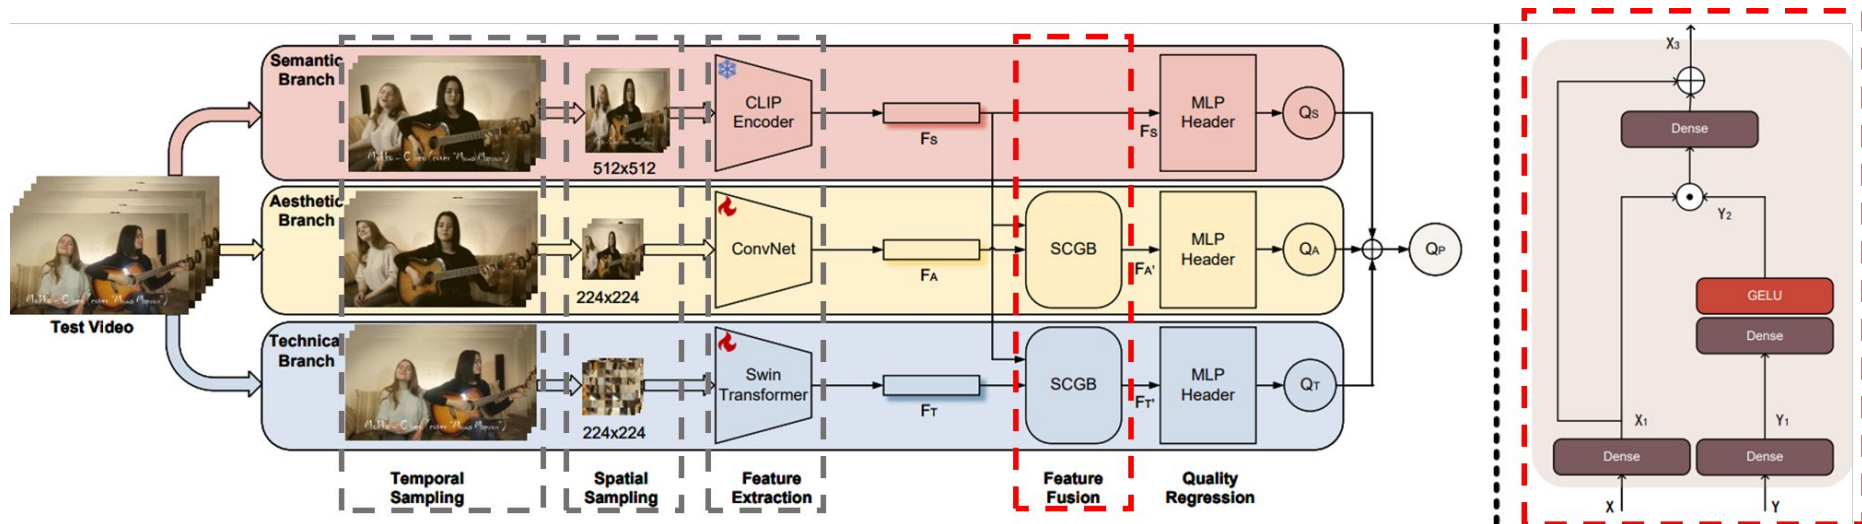 Semantic
Branch
512x512
CLIP
Encoder
FS
FS
MLP
Header
QS
Aesthetic
Branch
224x224
ConvNet
FA
SCGB
FA'
MLP
Header
QA
QP
Test Video
Technical
Branch
224x224
Swin
Transformer
FT
SCGB
FT'
MLP
Header
QT
Temporal
Sampling
Spatial
Sampling
Feature
Extraction
Feature
Fusion
Quality
Regression
X3
Dense
Y2
GELU
Dense
X1
Y1
Dense
Dense
X
Y